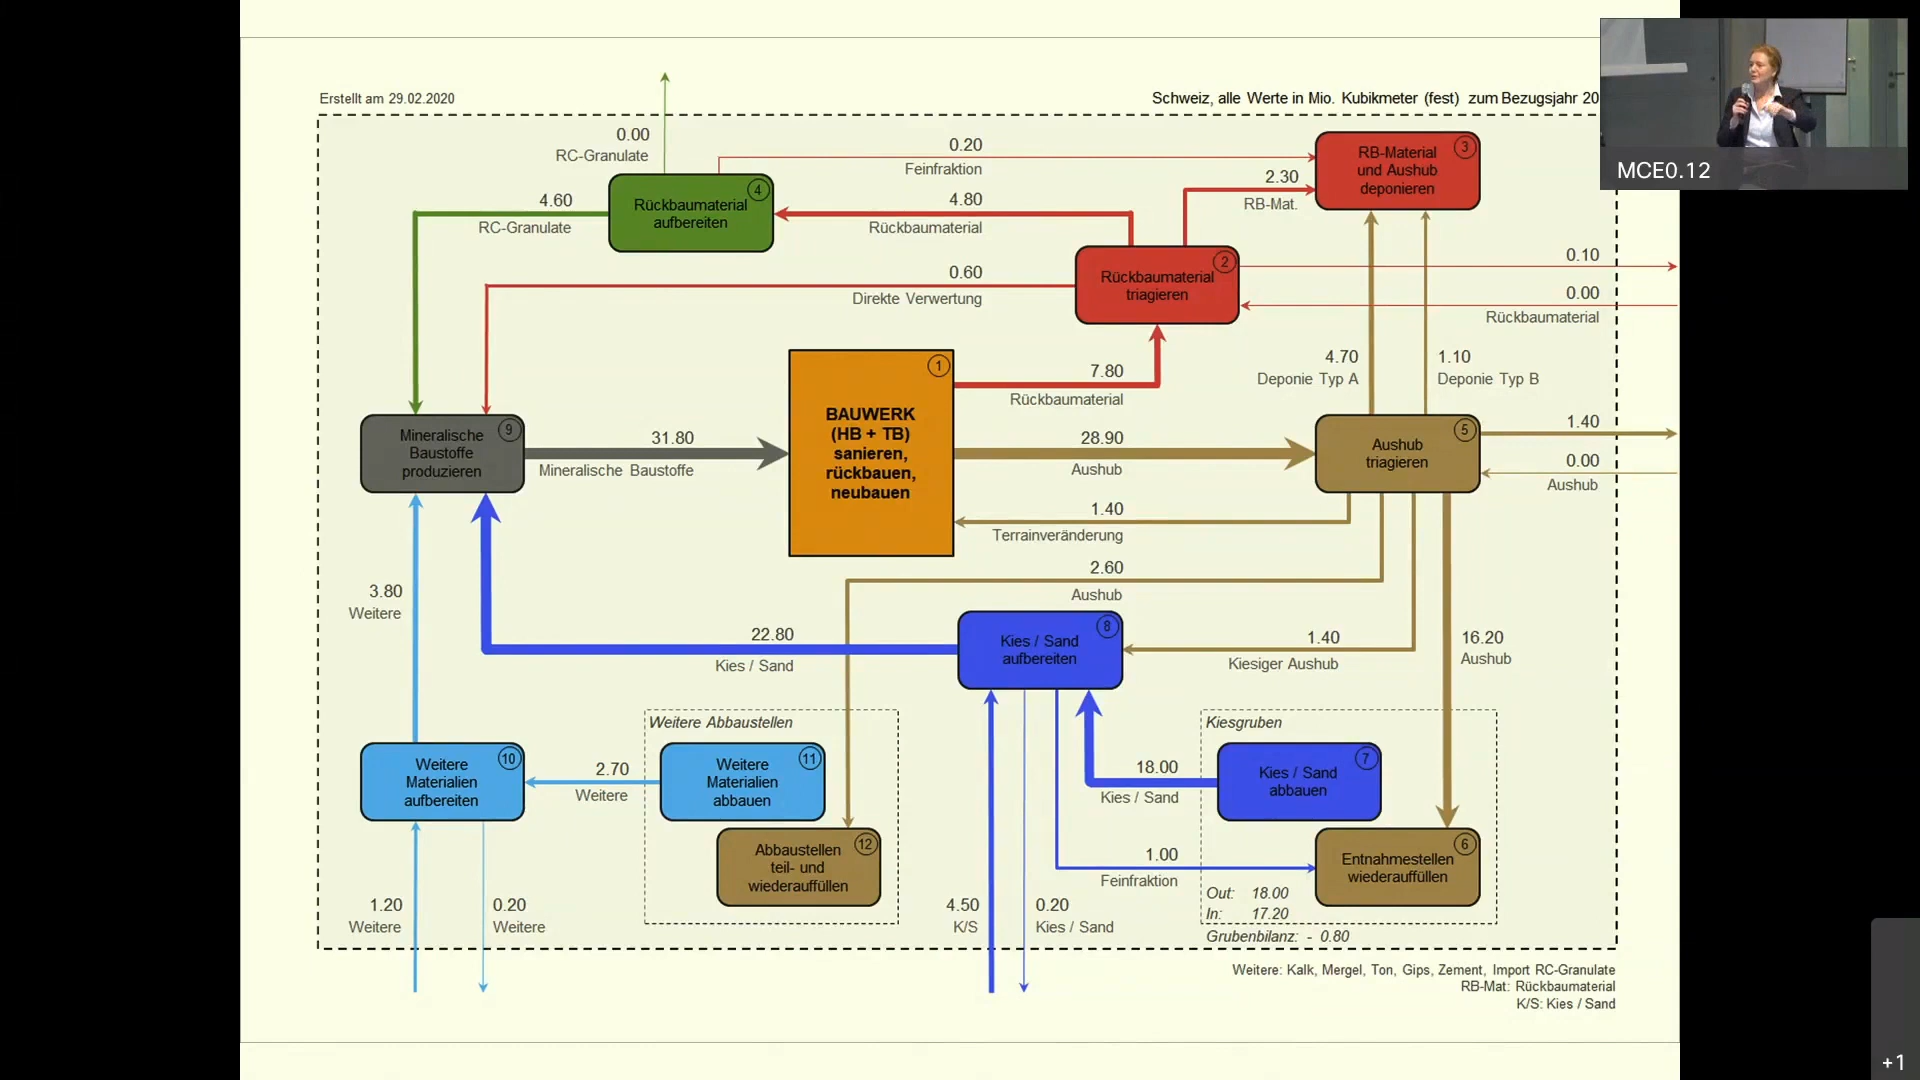 Erstellt am 29.02.2020
Schweiz, alle Werte in Mio. Kubikmeter (fest) zum Bezugsjahr 20
MCE0.12
0.00
RC-Granulate
0.20
Feinfraktion
3
RB-Material
und Aushub
deponieren
4
Rückbaumaterial
aufbereiten
4.60
RC-Granulate
4.80
Rückbaumaterial
2.30
RB-Mat.
2
Rückbaumaterial
triagieren
0.10
0.60
Direkte Verwertung
0.00
Rückbaumaterial
1
BAUWERK
(HB + TB)
sanieren,
rückbauen,
neubauen
7.80
Rückbaumaterial
4.70
Deponie Typ A
1.10
Deponie Typ B
9
Mineralische
Baustoffe
produzieren
31.80
Mineralische Baustoffe
28.90
Aushub
5
Aushub
triagieren
1.40
0.00
Aushub
1.40
Terrainveränderung
2.60
Aushub
3.80
Weitere
22.80
Kies / Sand
8
Kies / Sand
aufbereiten
1.40
Kiesiger Aushub
16.20
Aushub
Weitere Abbaustellen
Kiesgruben
10
Weitere
Materialien
aufbereiten
2.70
Weitere
11
Weitere
Materialien
abbauen
18.00
Kies / Sand
7
Kies / Sand
abbauen
12
Abbaustellen
teil- und
wiederauffüllen
1.00
Feinfraktion
6
Entnahmestellen
wiederauffüllen
1.20
Weitere
0.20
Weitere
4.50
K/S
0.20
Kies / Sand
Out: 18.00
In: 17.20
Grubenbilanz: - 0.80
Weitere: Kalk, Mergel, Ton, Gips, Zement, Import RC-Granulate
RB-Mat: Rückbaumaterial
K/S: Kies / Sand
+1